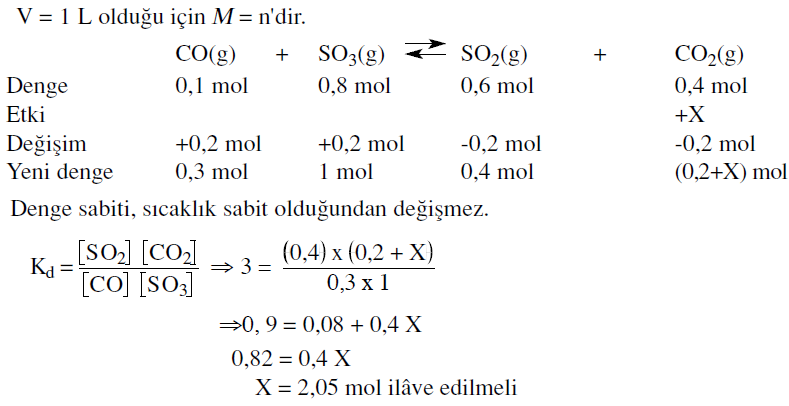 V = 1 L olduğu için M = n'dir.
CO(g) + SO₃(g) ⇄ SO₂(g) + CO₂(g)
Denge 0,1 mol 0,8 mol 0,6 mol 0,4 mol
Etki +X
Değişim +0,2 mol +0,2 mol -0,2 mol -0,2 mol
Yeni denge 0,3 mol 1 mol 0,4 mol (0,2+X) mol
Denge sabiti, sıcaklık sabit olduğundan değişmez.
K_d = [SO₂] [CO₂] / [CO] [SO₃] ⇒ 3 = (0,4) x (0,2 + X) / 0,3 x 1
⇒0, 9 = 0,08 + 0,4 X
0,82 = 0,4 X
X = 2,05 mol ilâve edilmeli